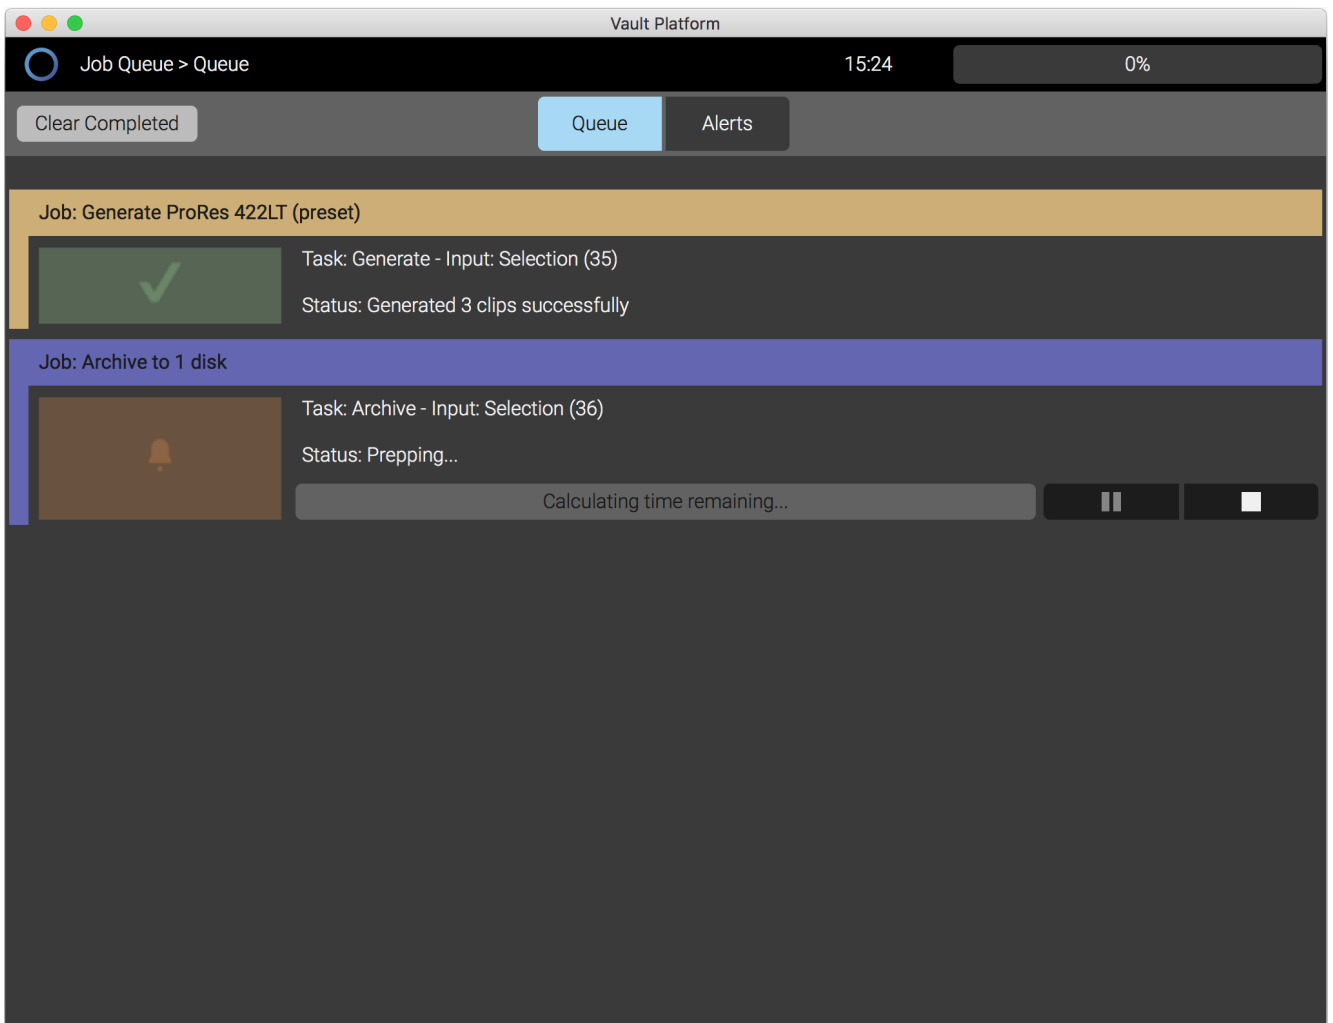 Vault Platform
Job Queue > Queue
15:24
0%
Clear Completed
Queue
Alerts
Job: Generate ProRes 422LT (preset)
Task: Generate - Input: Selection (35)
Status: Generated 3 clips successfully
Job: Archive to 1 disk
Task: Archive - Input: Selection (36)
Status: Prepping...
Calculating time remaining...